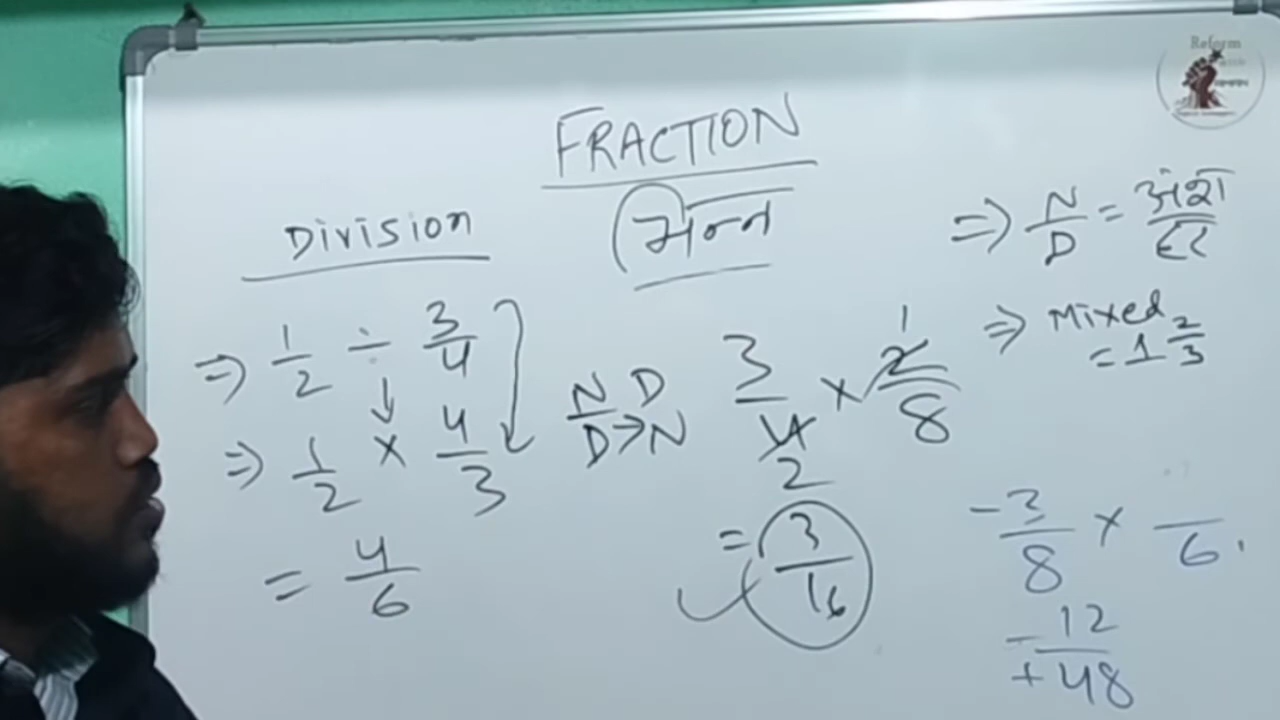 Reform
FRACTION
Division
भिन्न
⇒ N/D = अंश/हर
⇒ Mixed
= 1 2/3
⇒ 1/2 ÷ 3/4
⇒ 1/2 × 4/3
= 4/6
N D
D → N
3/4 × 2/8
1
2
= 3/16
-3/8 × /6
-12/+48